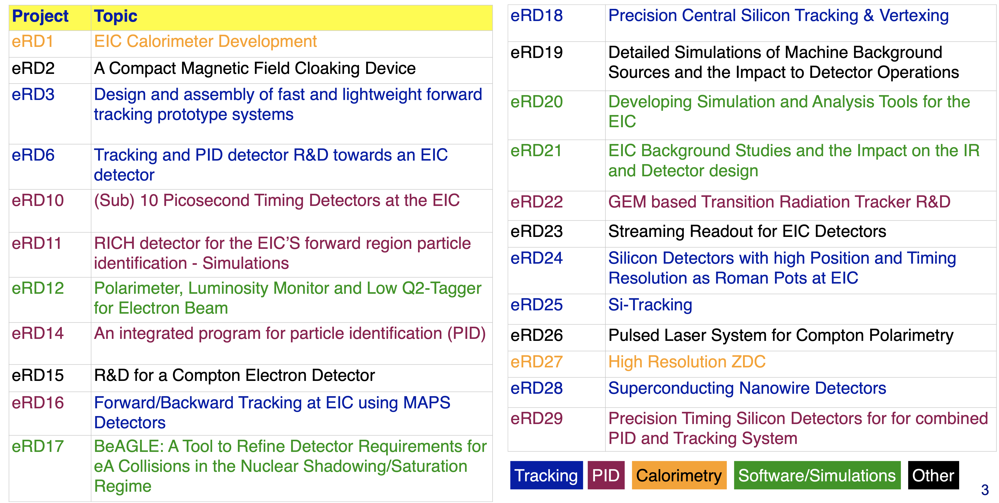 Project Topic
eRD1 EIC Calorimeter Development
eRD2 A Compact Magnetic Field Cloaking Device
eRD3 Design and assembly of fast and lightweight forward
tracking prototype systems
eRD6 Tracking and PID detector R&D towards an EIC
detector
eRD10 (Sub) 10 Picosecond Timing Detectors at the EIC
eRD11 RICH detector for the EIC’S forward region particle
identification - Simulations
eRD12 Polarimeter, Luminosity Monitor and Low Q2-Tagger
for Electron Beam
eRD14 An integrated program for particle identification (PID)
eRD15 R&D for a Compton Electron Detector
eRD16 Forward/Backward Tracking at EIC using MAPS
Detectors
eRD17 BeAGLE: A Tool to Refine Detector Requirements for
eA Collisions in the Nuclear Shadowing/Saturation
Regime
eRD18 Precision Central Silicon Tracking & Vertexing
eRD19 Detailed Simulations of Machine Background
Sources and the Impact to Detector Operations
eRD20 Developing Simulation and Analysis Tools for the
EIC
eRD21 EIC Background Studies and the Impact on the IR
and Detector design
eRD22 GEM based Transition Radiation Tracker R&D
eRD23 Streaming Readout for EIC Detectors
eRD24 Silicon Detectors with high Position and Timing
Resolution as Roman Pots at EIC
eRD25 Si-Tracking
eRD26 Pulsed Laser System for Compton Polarimetry
eRD27 High Resolution ZDC
eRD28 Superconducting Nanowire Detectors
eRD29 Precision Timing Silicon Detectors for for combined
PID and Tracking System
Tracking PID Calorimetry Software/Simulations Other
3